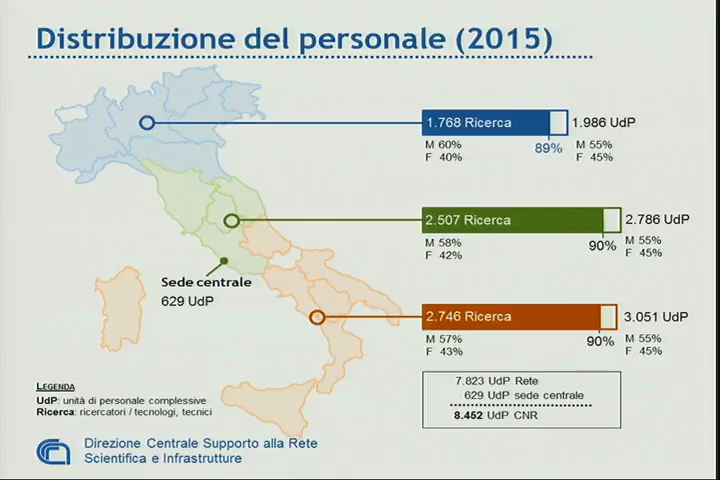 Distribuzione del personale (2015)
1.768 Ricerca
1.986 UdP
M 60%
F 40%
89%
M 55%
F 45%
2.507 Ricerca
2.786 UdP
M 58%
F 42%
90%
M 55%
F 45%
Sede centrale
629 UdP
2.746 Ricerca
3.051 UdP
M 57%
F 43%
90%
M 55%
F 45%
LEGENDA
UdP: unità di personale complessive
Ricerca: ricercatori / tecnologi, tecnici
7.823 UdP Rete
629 UdP sede centrale
8.452 UdP CNR
Direzione Centrale Supporto alla Rete
Scientifica e Infrastrutture